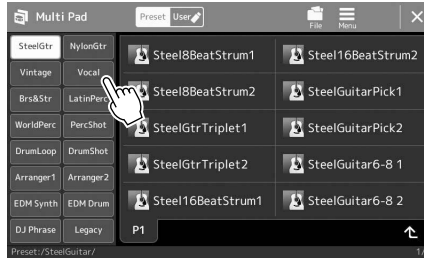 Multi Pad Preset User File Menu
SteelGtr NylonGtr
Vintage Vocal
Brs&Str LatinPerc
WorldPerc PercShot
DrumLoop DrumShot
Arranger1 Arranger2
EDM Synth EDM Drum
DJ Phrase Legacy
Steel8BeatStrum1 Steel16BeatStrum2
Steel8BeatStrum2 SteelGuitarPick1
SteelGtrTriplet1 SteelGuitarPick2
SteelGtrTriplet2 SteelGuitar6-8 1
Steel16BeatStrum1 SteelGuitar6-8 2
P1
Preset:/SteelGuitar/